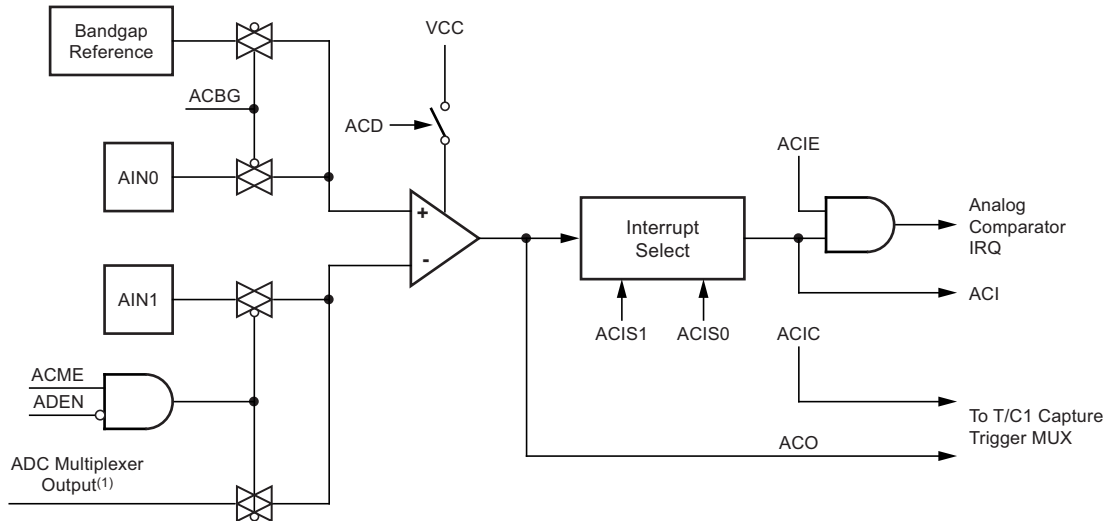 Bandgap
Reference
VCC
ACBG
ACD
AIN0
ACIE
+
Interrupt
Select
Analog
Comparator
IRQ
-
AIN1
ACI
ACIS1
ACIS0
ACIC
ACME
ADEN
To T/C1 Capture
Trigger MUX
ACO
ADC Multiplexer
Output(1)